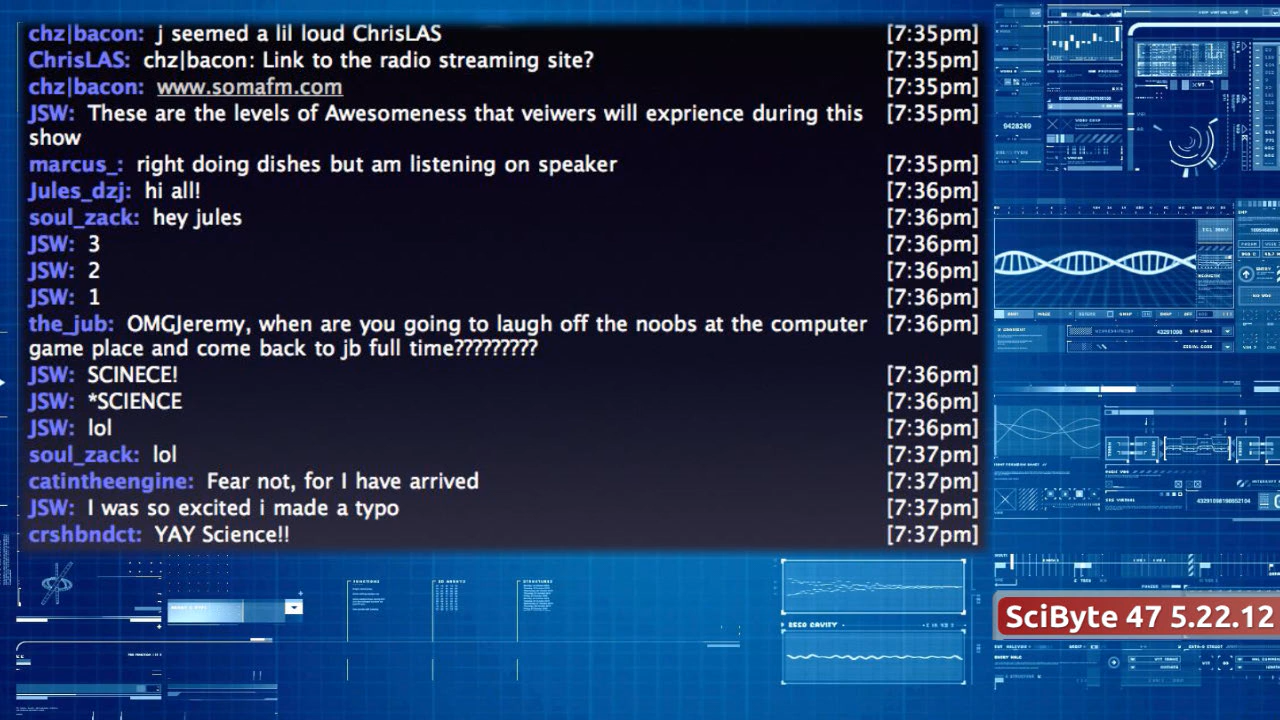 chz|bacon: j seemed a lil loud ChrisLAS [7:35pm]
ChrisLAS: chz|bacon: Link to the radio streaming site? [7:35pm]
chz|bacon: www.somafm.com [7:35pm]
JSW: These are the levels of Awesomeness that veiwers will exprience during this [7:35pm]
show
marcus_: right doing dishes but am listening on speaker [7:35pm]
Jules_dzj: hi all! [7:36pm]
soul_zack: hey jules [7:36pm]
JSW: 3 [7:36pm]
JSW: 2 [7:36pm]
JSW: 1 [7:36pm]
the_jub: OMGJeremy, when are you going to laugh off the noobs at the computer [7:36pm]
game place and come back to jb full time????????? 
JSW: SCINECE! [7:36pm]
JSW: *SCIENCE [7:36pm]
JSW: lol [7:36pm]
soul_zack: lol [7:37pm]
catintheengine: Fear not, for I have arrived [7:37pm]
JSW: I was so excited i made a typo [7:37pm]
crshbndct: YAY Science!! [7:37pm]
9428249
SciByte 47 5.22.12